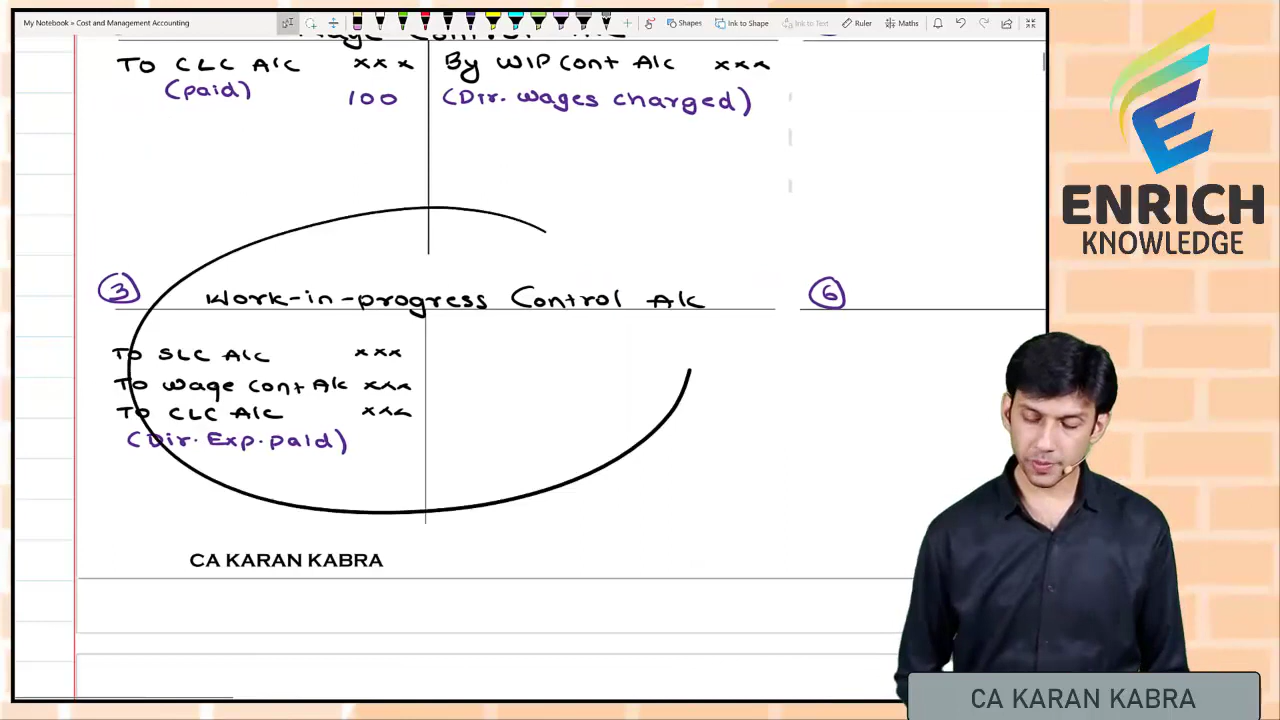 My Notebook » Cost and Management Accounting
Shapes
Ink to Shape
Ink to Text
Ruler
Maths
Control
To CLC A/c xxx
(paid) 100
By WIP Cont A/c xxx
(Dir. Wages charged)
3
Work-in-progress Control A/c
6
To SLC A/c xxx
To wage Cont A/c xxx
To CLC A/c xxx
(Dir. Exp. paid)
CA KARAN KABRA
ENRICH
KNOWLEDGE
CA KARAN KABRA